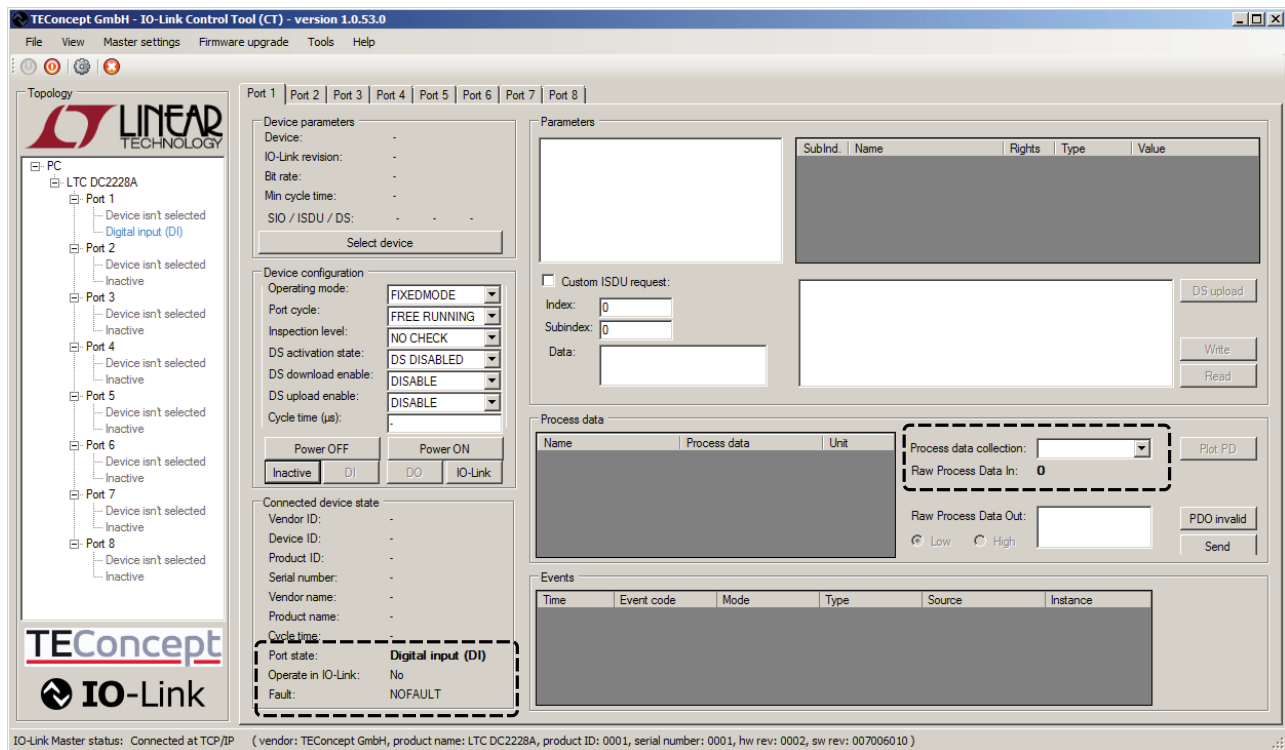 TEConcept GmbH - IO-Link Control Tool (CT) - version 1.0.53.0
File View Master settings Firmware upgrade Tools Help
Topology
LINEAR
TECHNOLOGY
PC
LTC DC2228A
Port 1
Device isn't selected
Digital input (DI)
Port 2
Device isn't selected
Inactive
Port 3
Device isn't selected
Inactive
Port 4
Device isn't selected
Inactive
Port 5
Device isn't selected
Inactive
Port 6
Device isn't selected
Inactive
Port 7
Device isn't selected
Inactive
Port 8
Device isn't selected
Inactive
TEConcept
IO-Link
Port 1 Port 2 Port 3 Port 4 Port 5 Port 6 Port 7 Port 8
Device parameters
Device: -
IO-Link revision: -
Bit rate: -
Min cycle time: -
SIO / ISDU / DS: - - -
Select device
Device configuration
Operating mode: FIXEDMODE
Port cycle: FREE RUNNING
Inspection level: NO CHECK
DS activation state: DS DISABLED
DS download enable: DISABLE
DS upload enable: DISABLE
Cycle time (µs): -
Power OFF Power ON
Inactive DI DO IO-Link
Connected device state
Vendor ID: -
Device ID: -
Product ID: -
Serial number: -
Vendor name: -
Product name: -
Cycle time: -
Port state: Digital input (DI)
Operate in IO-Link: No
Fault: NOFAULT
Parameters
SubInd. Name Rights Type Value
Custom ISDU request:
Index: 0
Subindex: 0
Data:
DS upload
Write
Read
Process data
Name Process data Unit
Process data collection:
Raw Process Data In: 0
Plot PD
Raw Process Data Out:
Low High
PDO invalid
Send
Events
Time Event code Mode Type Source Instance
IO-Link Master status: Connected at TCP/IP ( vendor: TEConcept GmbH, product name: LTC DC2228A, product ID: 0001, serial number: 0001, hw rev: 0002, sw rev: 007006010 )